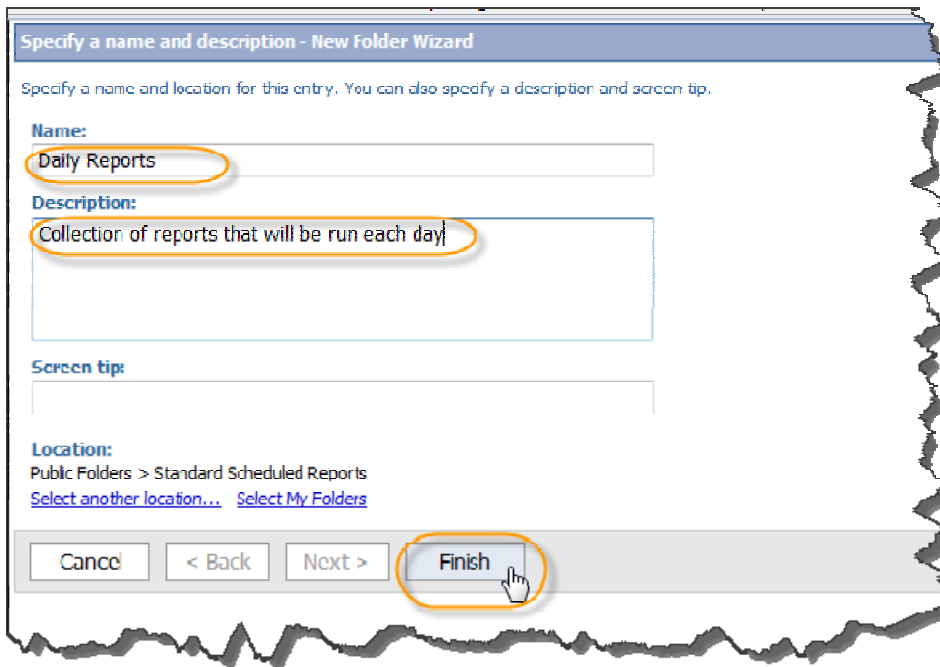 Specify a name and description - New Folder Wizard
Specify a name and location for this entry. You can also specify a description and screen tip.
Name:
Daily Reports
Description:
Collection of reports that will be run each day
Screen tip:
Location:
Public Folders > Standard Scheduled Reports
Select another location... Select My Folders
Cancel < Back Next > Finish